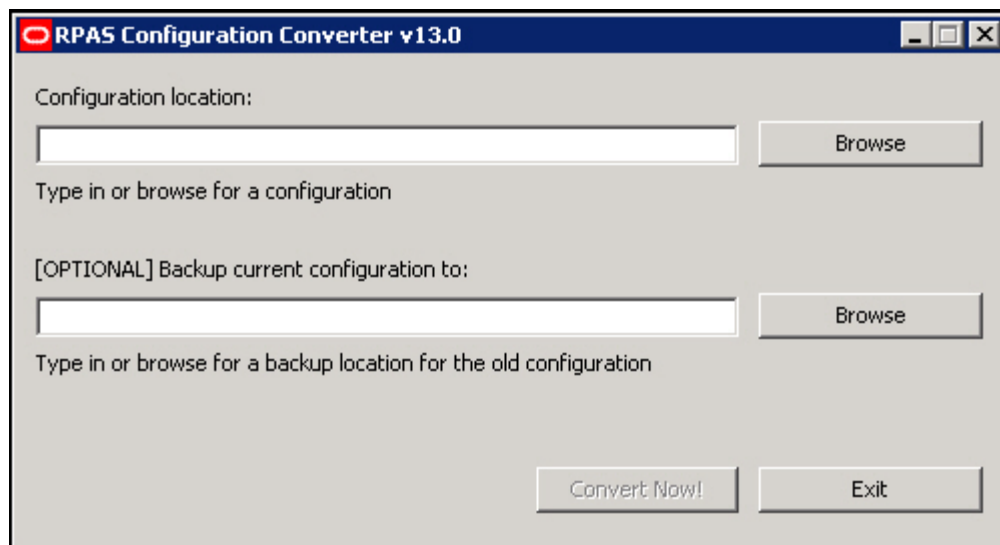 RPAS Configuration Converter v13.0
Configuration location:
Browse
Type in or browse for a configuration
[OPTIONAL] Backup current configuration to:
Browse
Type in or browse for a backup location for the old configuration
Convert Now!
Exit